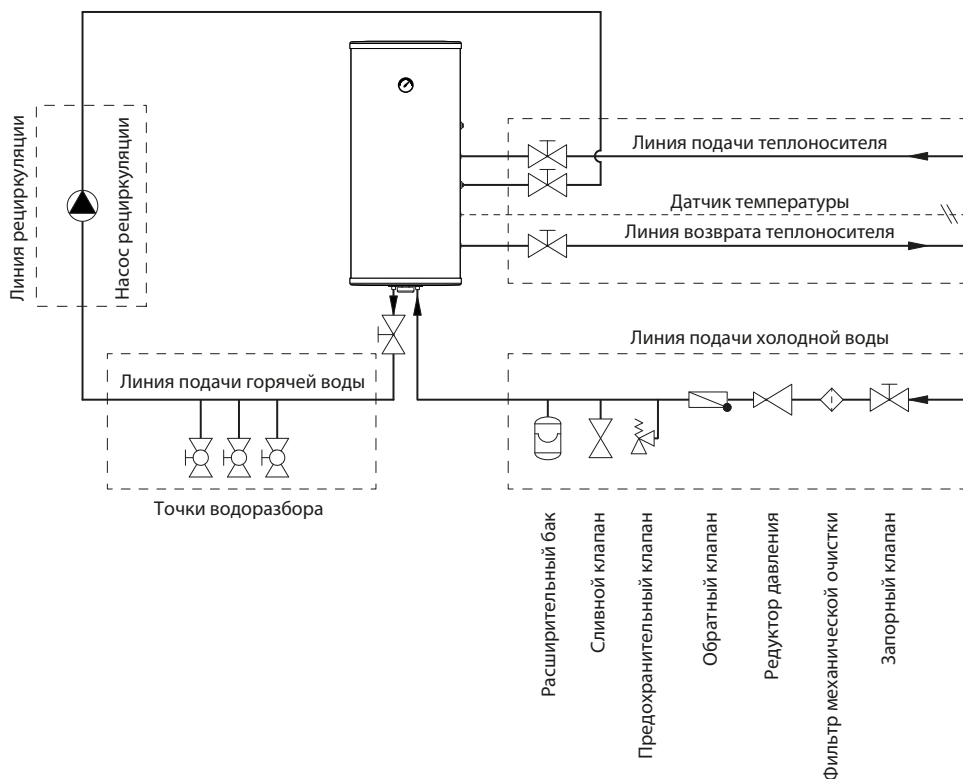 Линия рециркуляции
Насос рециркуляции
Линия подачи теплоносителя
Датчик температуры
Линия возврата теплоносителя
Линия подачи холодной воды
Линия подачи горячей воды
Точки водоразбора
Расширительный бак
Сливной клапан
Предохранительный клапан
Обратный клапан
Редуктор давления
Фильтр механической очистки
Запорный клапан